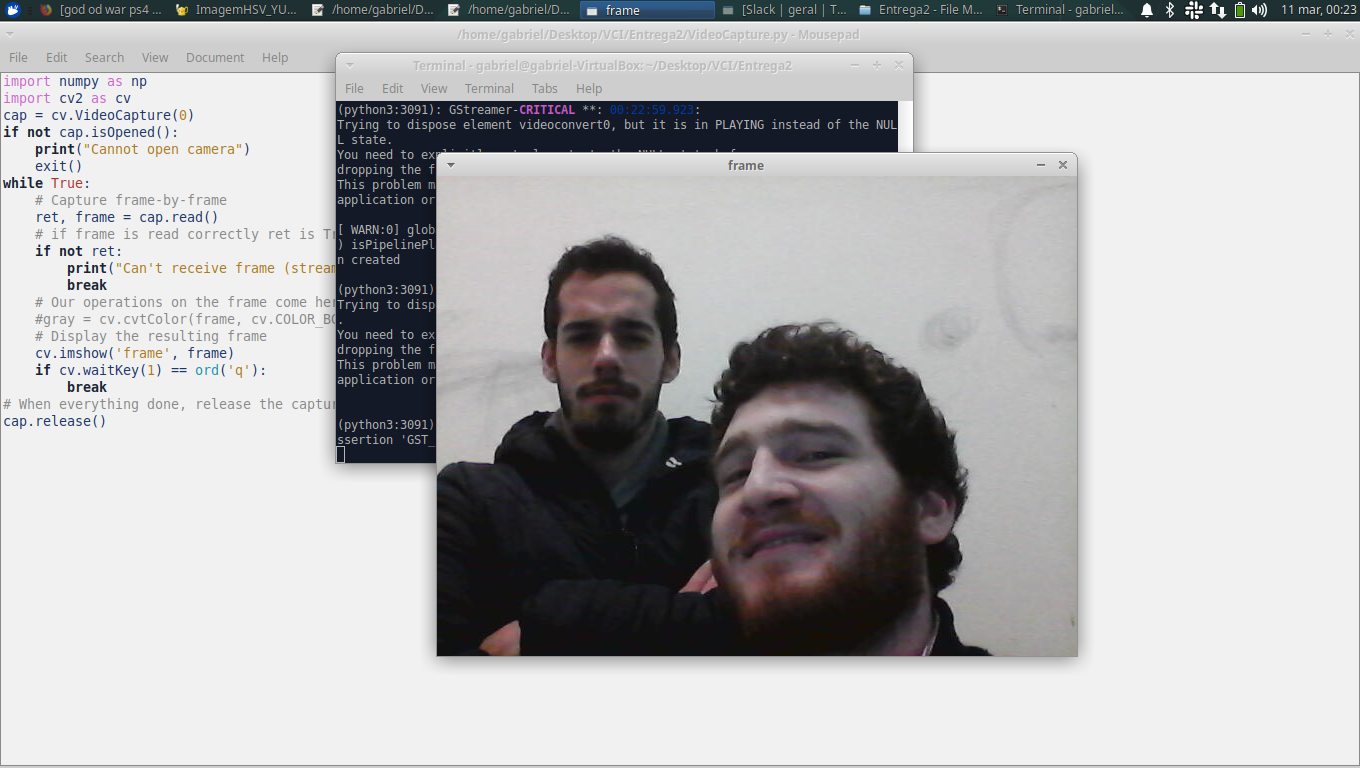 [god od war ps4 ...
ImagemHSV_YU...
/home/gabriel/D...
/home/gabriel/D...
frame
[Slack | geral | T...
Entrega2 - File M...
Terminal - gabriel...
11 mar, 00:23
/home/gabriel/Desktop/VCI/Entrega2/VideoCapture.py - Mousepad
File Edit Search View Document Help
import numpy as np
import cv2 as cv
cap = cv.VideoCapture(0)
if not cap.isOpened():
    print("Cannot open camera")
    exit()
while True:
    # Capture frame-by-frame
    ret, frame = cap.read()
    # if frame is read correctly ret is Tr
    if not ret:
        print("Can't receive frame (stream
        break
    # Our operations on the frame come her
    #gray = cv.cvtColor(frame, cv.COLOR_BG
    # Display the resulting frame
    cv.imshow('frame', frame)
    if cv.waitKey(1) == ord('q'):
        break
# When everything done, release the captur
cap.release()
Terminal - gabriel@gabriel-VirtualBox: ~/Desktop/VCI/Entrega2
File Edit View Terminal Tabs Help
(python3:3091): GStreamer-CRITICAL **: 00:22:59.923:
Trying to dispose element videoconvert0, but it is in PLAYING instead of the NUL
L state.
You need to
dropping the f
This problem m
application or
[ WARN:0] glob
) isPipelinePl
n created
(python3:3091)
Trying to disp
.
You need to ex
dropping the f
This problem m
application or
(python3:3091)
ssertion 'GST_
frame